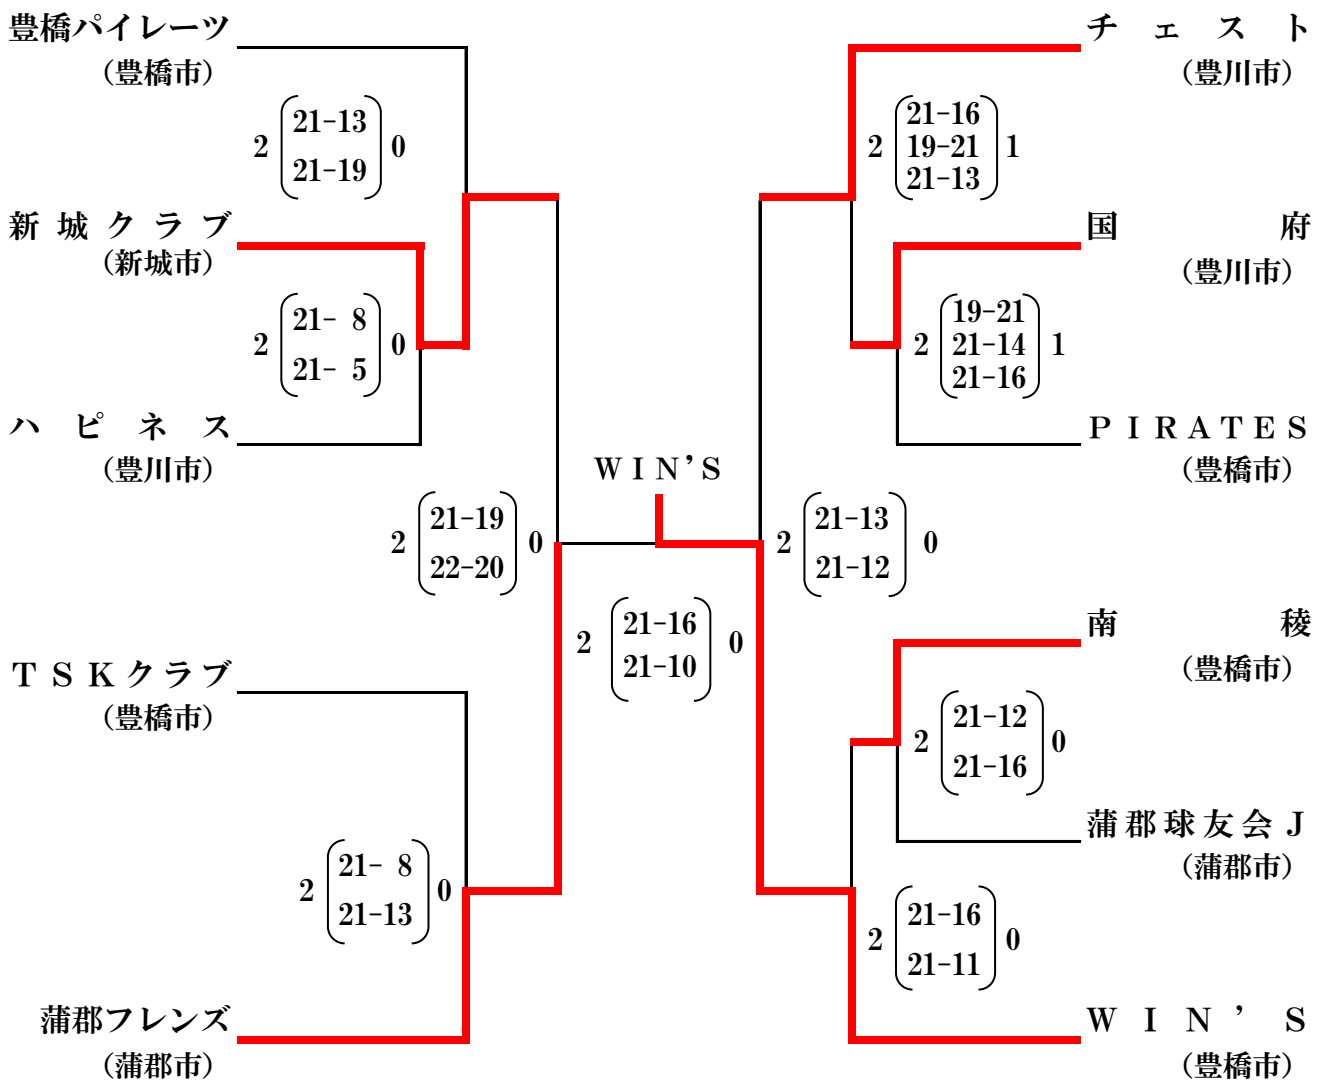 豊橋パイレーツ
（豊橋市）
2 21-13 0
21-19
新城クラブ
（新城市）
2 21- 8 0
21- 5
ハピネス
（豊川市）
2 21-19 0
22-20
TSKクラブ
（豊橋市）
2 21- 8 0
21-13
蒲郡フレンズ
（蒲郡市）
WIN'S
2 21-16 0
21-10
チェスト
（豊川市）
2 21-16 1
19-21
21-13
国府
（豊川市）
2 19-21 1
21-14
21-16
PIRATES
（豊橋市）
2 21-13 0
21-12
南稜
（豊橋市）
2 21-12 0
21-16
蒲郡球友会J
（蒲郡市）
2 21-16 0
21-11
WIN'S
（豊橋市）